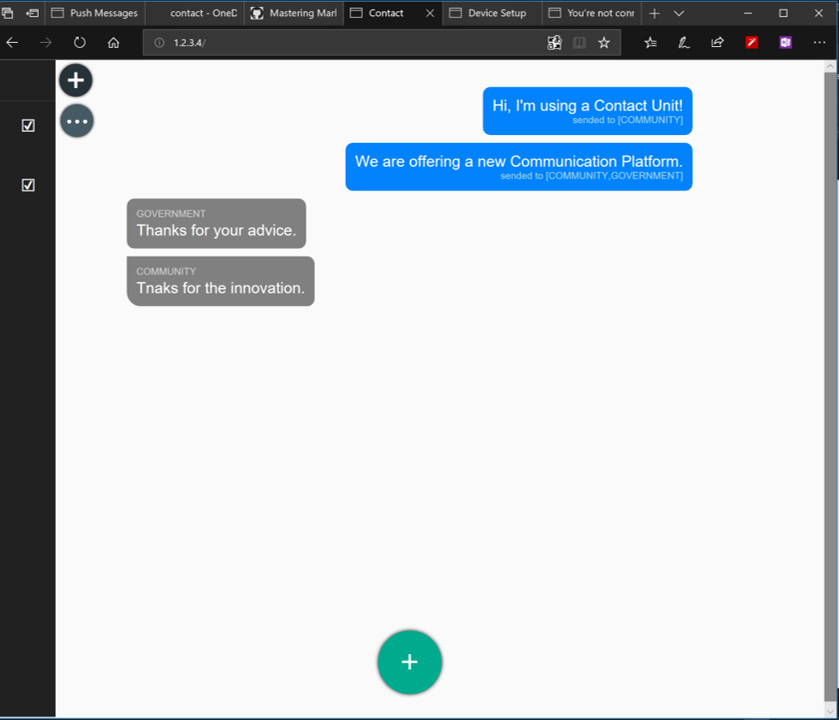 Push Messages
contact - OneD
Mastering Marl
Contact
Device Setup
You're not conr
1.2.3.4/
Hi, I'm using a Contact Unit!
sended to [COMMUNITY]
We are offering a new Communication Platform.
sended to [COMMUNITY,GOVERNMENT]
GOVERNMENT
Thanks for your advice.
COMMUNITY
Tnaks for the innovation.